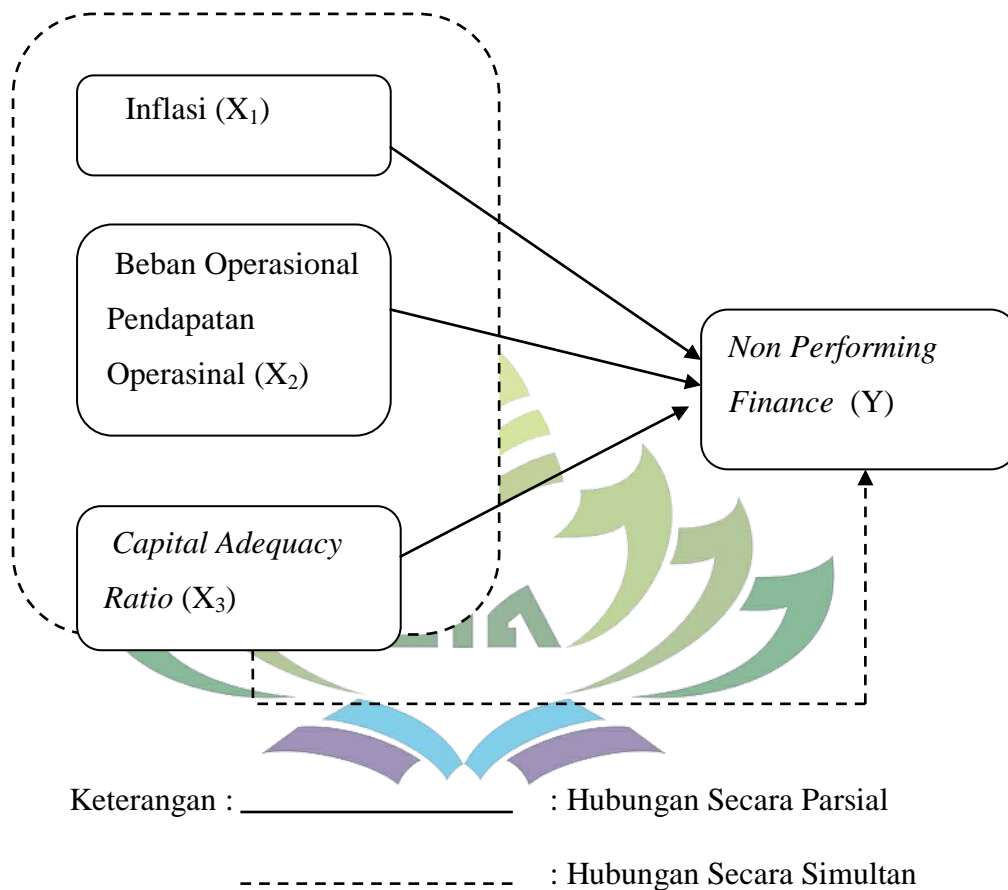 Inflasi (X₁)
Beban Operasional
Pendapatan
Operasinal (X₂)
Non Performing
Finance (Y)
Capital Adequacy
Ratio (X₃)
Keterangan : : Hubungan Secara Parsial
: Hubungan Secara Simultan